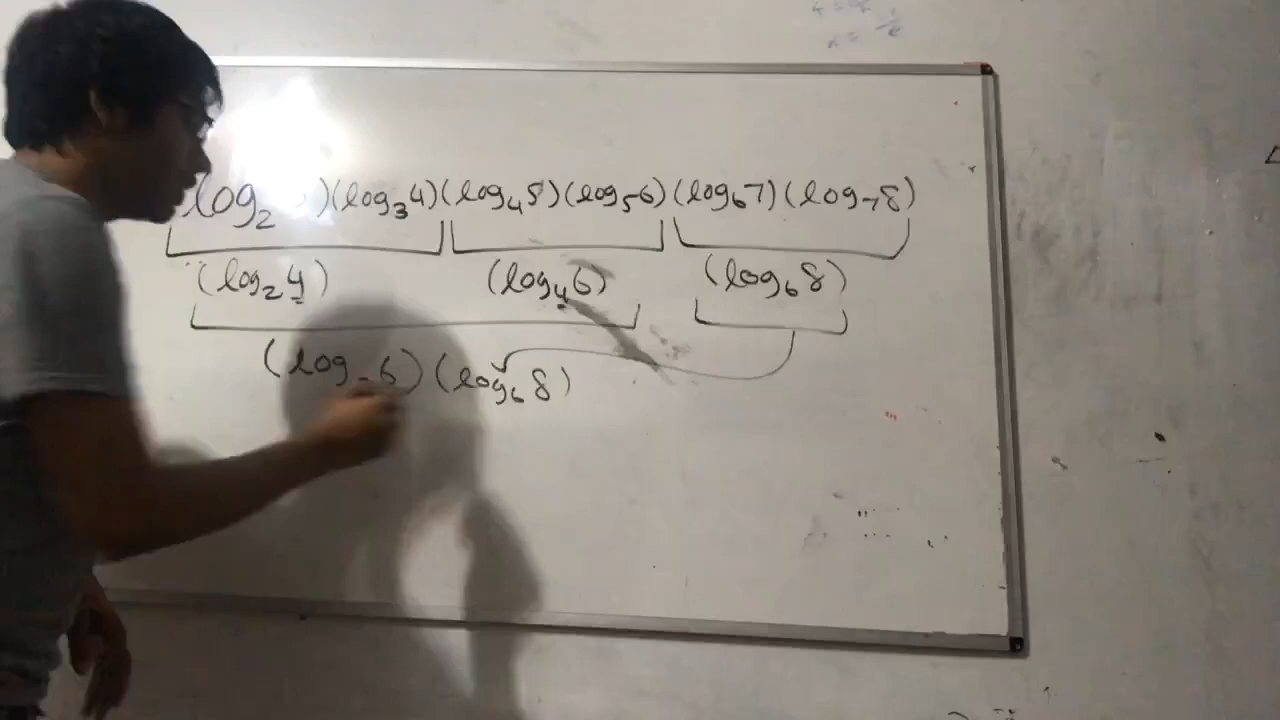 log₂ )(log₃4)(log₄5)(log₅6)(log₆7)(log₇8)
(log₂4) (log₄6) (log₆8)
(log 6)(log₆8)